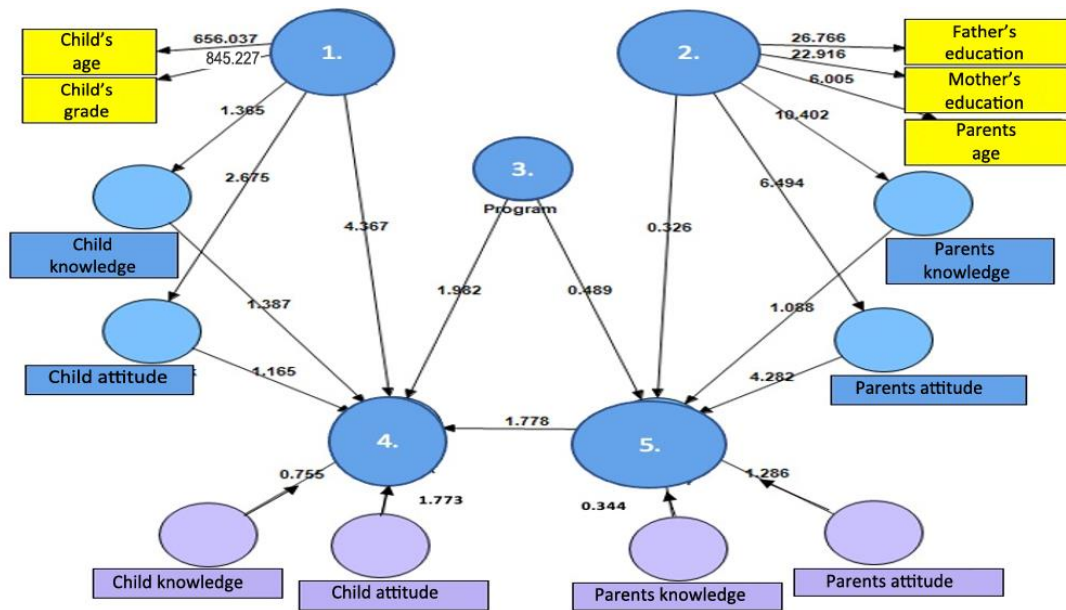 Child's
age
656.037
845.227
Child's
grade
1.
2.
26.766
Father's
education
22.916
Mother's
education
6.005
Parents
age
1.365
10.402
3.
Program
2.675
6.494
4.367
0.326
Child
knowledge
Parents
knowledge
1.387
1.982
0.489
1.088
Child attitude
1.165
4.282
Parents attitude
4.
1.778
5.
0.755
1.773
0.344
1.286
Child knowledge
Child attitude
Parents knowledge
Parents attitude